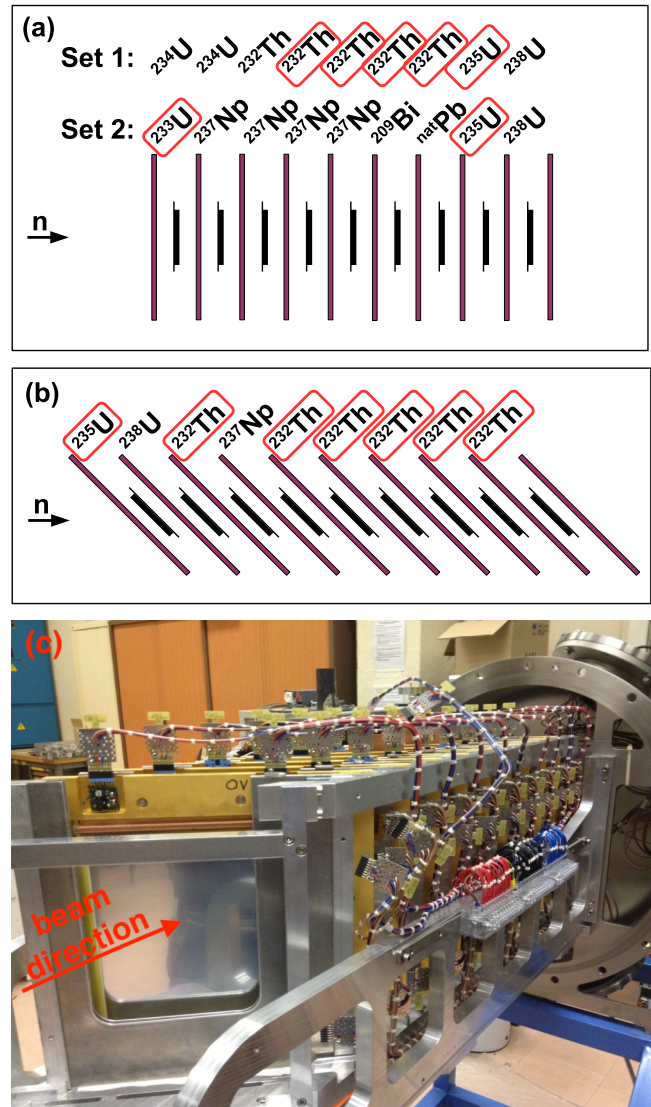 (a)
Set 1: ²³⁴U ²³⁴U ²³²Th ²³²Th ²³²Th ²³²Th ²³²Th ²³⁵U ²³⁸U
Set 2: ²³³U ²³⁷Np ²³⁷Np ²³⁷Np ²³⁷Np ²⁰⁹Bi ⁿᵃᵗPb ²³⁵U ²³⁸U
n
(b)
²³⁵U ²³⁸U ²³²Th ²³⁷Np ²³²Th ²³²Th ²³²Th ²³²Th ²³²Th
n
(c)
OV
beam
direction